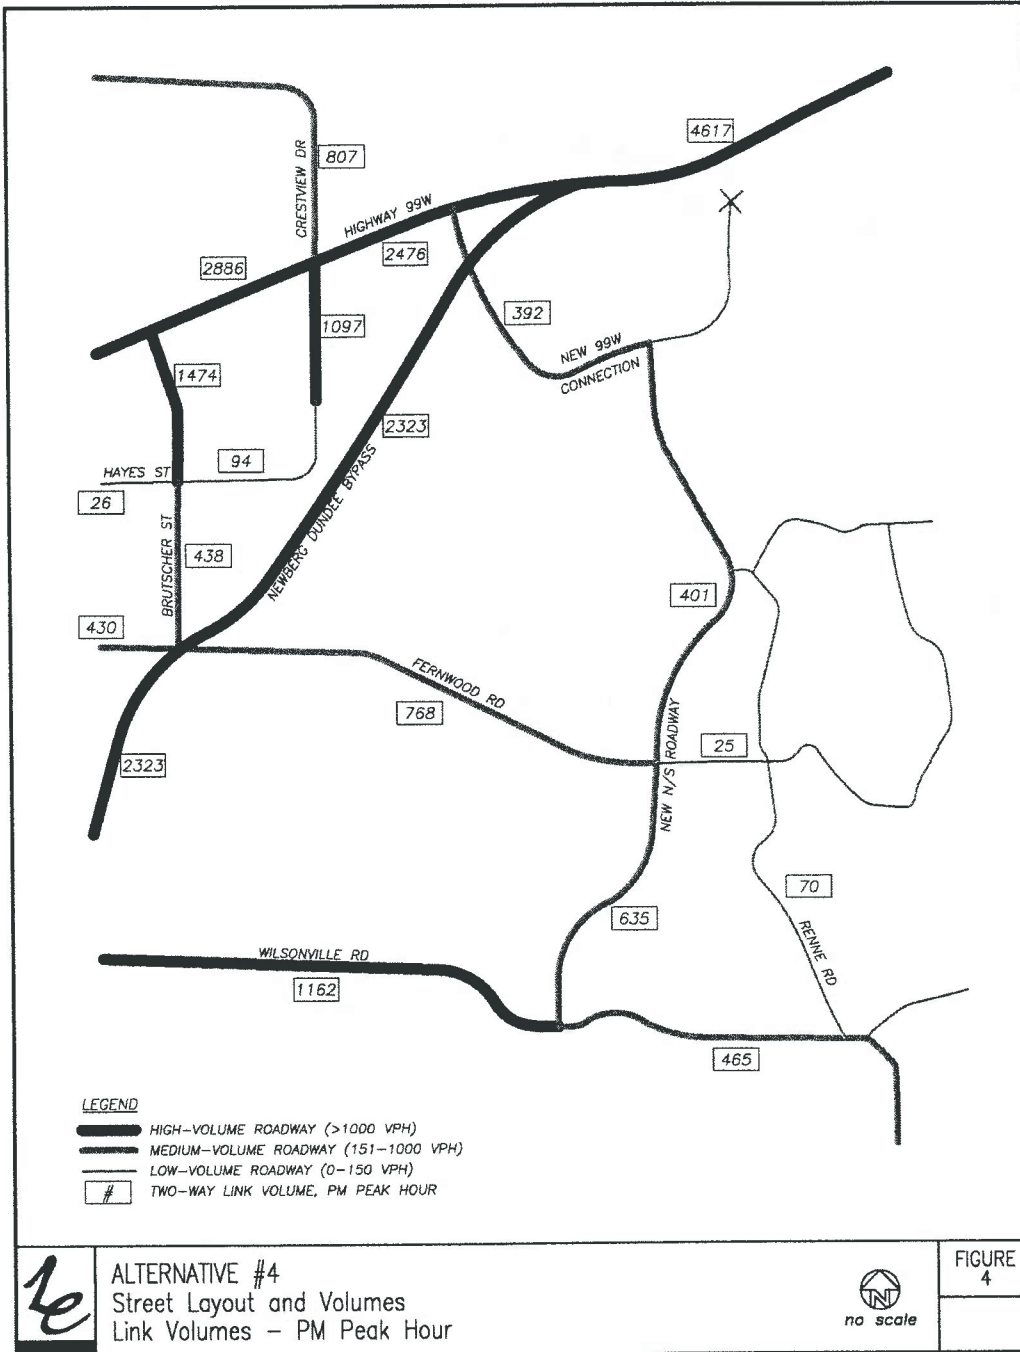 4617
807
CRESTVIEW DR
HIGHWAY 99W
2886
2476
392
1097
NEW 99W
CONNECTION
1474
2323
HAYES ST
94
26
NEWBERG DUNDEE BYPASS
BRUTSCHER ST
438
430
401
FERNWOOD RD
768
NEW N/S ROADWAY
25
2323
70
635
RENNE RD
WILSONVILLE RD
1162
465
LEGEND
HIGH-VOLUME ROADWAY (>1000 VPH)
MEDIUM-VOLUME ROADWAY (151-1000 VPH)
LOW-VOLUME ROADWAY (0-150 VPH)
# TWO-WAY LINK VOLUME, PM PEAK HOUR
ALTERNATIVE #4
Street Layout and Volumes
Link Volumes - PM Peak Hour
N
no scale
FIGURE
4